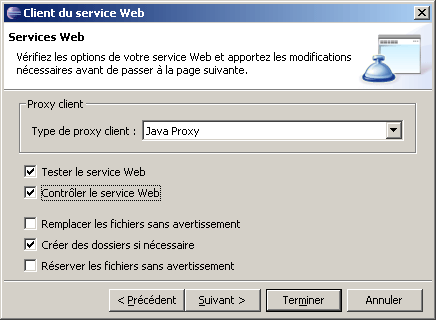 Client du service Web
Services Web
Vérifiez les options de votre service Web et apportez les modifications
nécessaires avant de passer à la page suivante.
Proxy client
Type de proxy client : Java Proxy
Tester le service Web
Contrôler le service Web
Remplacer les fichiers sans avertissement
Créer des dossiers si nécessaire
Réserver les fichiers sans avertissement
< Précédent Suivant > Terminer Annuler